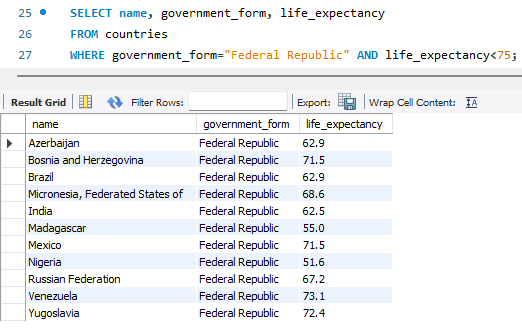 25 SELECT name, government_form, life_expectancy
26 FROM countries
27 WHERE government_form="Federal Republic" AND life_expectancy<75;
Result Grid Filter Rows: Export: Wrap Cell Content:
name government_form life_expectancy
Azerbaijan Federal Republic 62.9
Bosnia and Herzegovina Federal Republic 71.5
Brazil Federal Republic 62.9
Micronesia, Federated States of Federal Republic 68.6
India Federal Republic 62.5
Madagascar Federal Republic 55.0
Mexico Federal Republic 71.5
Nigeria Federal Republic 51.6
Russian Federation Federal Republic 67.2
Venezuela Federal Republic 73.1
Yugoslavia Federal Republic 72.4